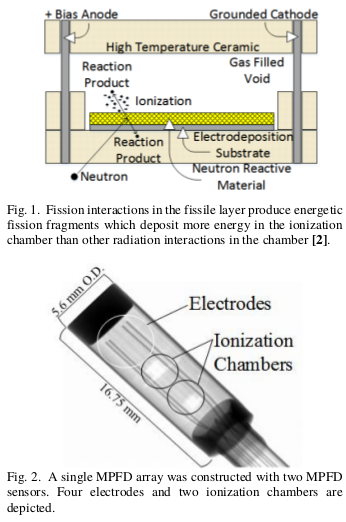 + Bias Anode Grounded Cathode
High Temperature Ceramic
Reaction
Product
Gas Filled
Void
Ionization
Reaction
Product
Electrodeposition
Substrate
Neutron
Neutron Reactive
Material
Fig. 1. Fission interactions in the fissile layer produce energetic
fission fragments which deposit more energy in the ionization
chamber than other radiation interactions in the chamber [2].
5.6 mm O.D.
Electrodes
Ionization
Chambers
16.75 mm
Fig. 2. A single MPFD array was constructed with two MPFD
sensors. Four electrodes and two ionization chambers are
depicted.